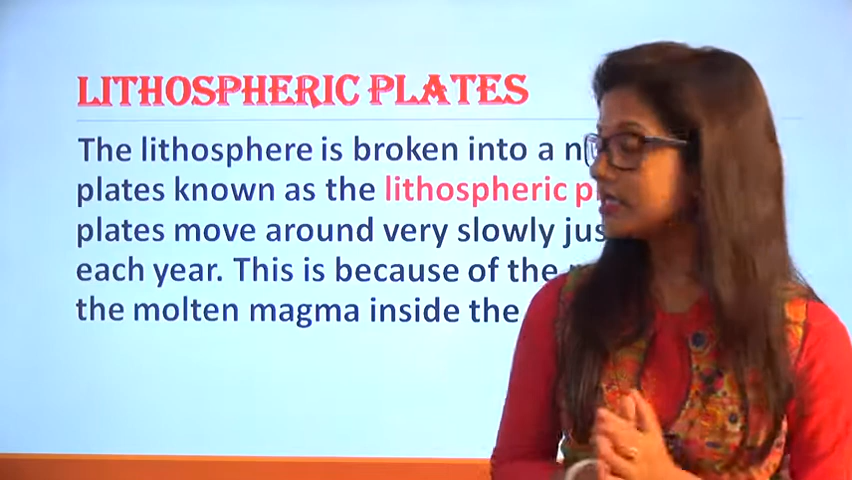 LITHOSPHERIC PLATES
The lithosphere is broken into a
plates known as the lithospheric
plates move around very slowly
each year. This is because of the
the molten magma inside the